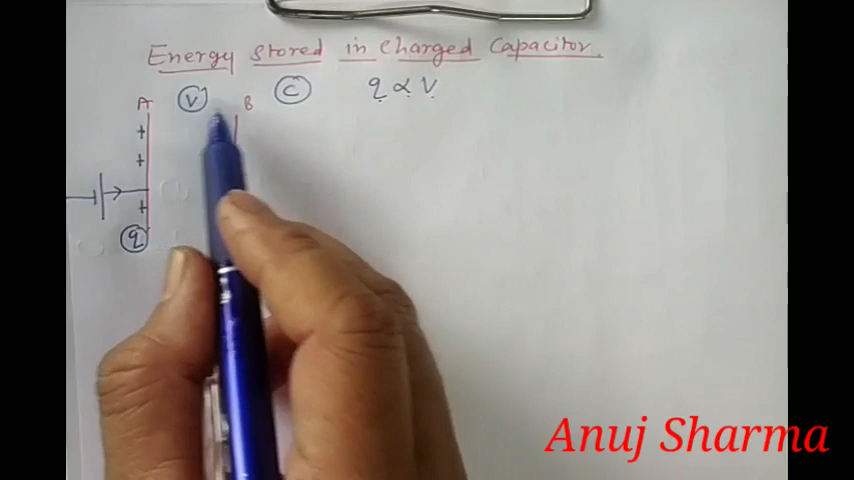 Energy stored in charged Capacitor.
A V B C q ∝ V
+
+
+
q
Anuj Sharma